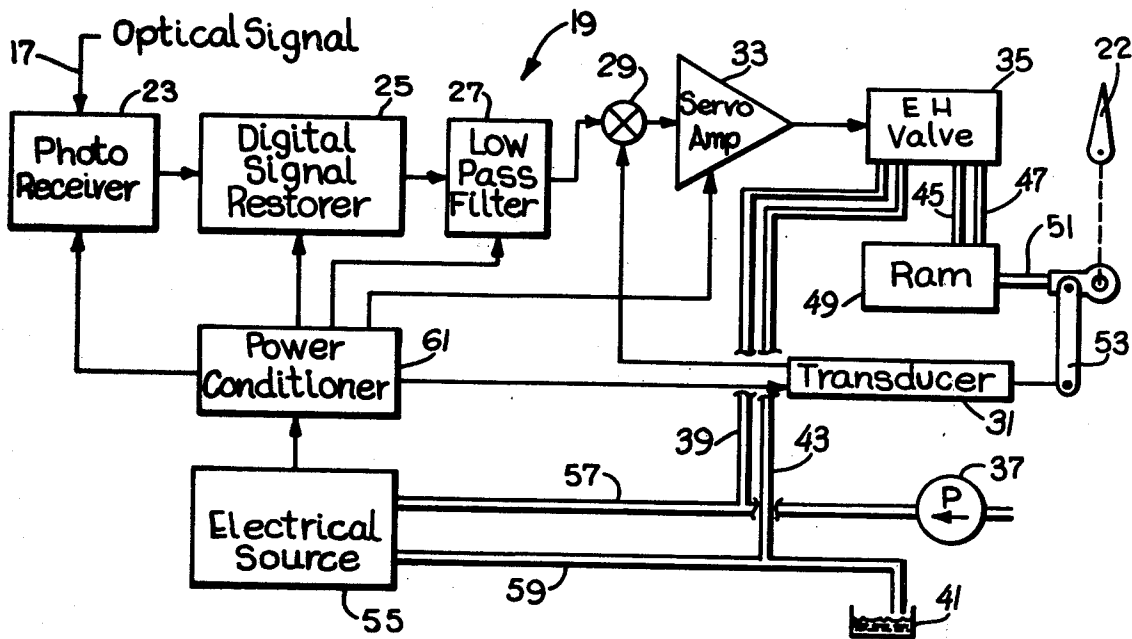 17
Optical Signal
19
23
Photo
Receiver
25
Digital
Signal
Restorer
27
Low
Pass
Filter
29
33
Servo
Amp
35
E H
Valve
22
45
47
51
Ram
49
53
Power
Conditioner
61
Transducer
31
39
43
37
P
57
Electrical
Source
55
59
41